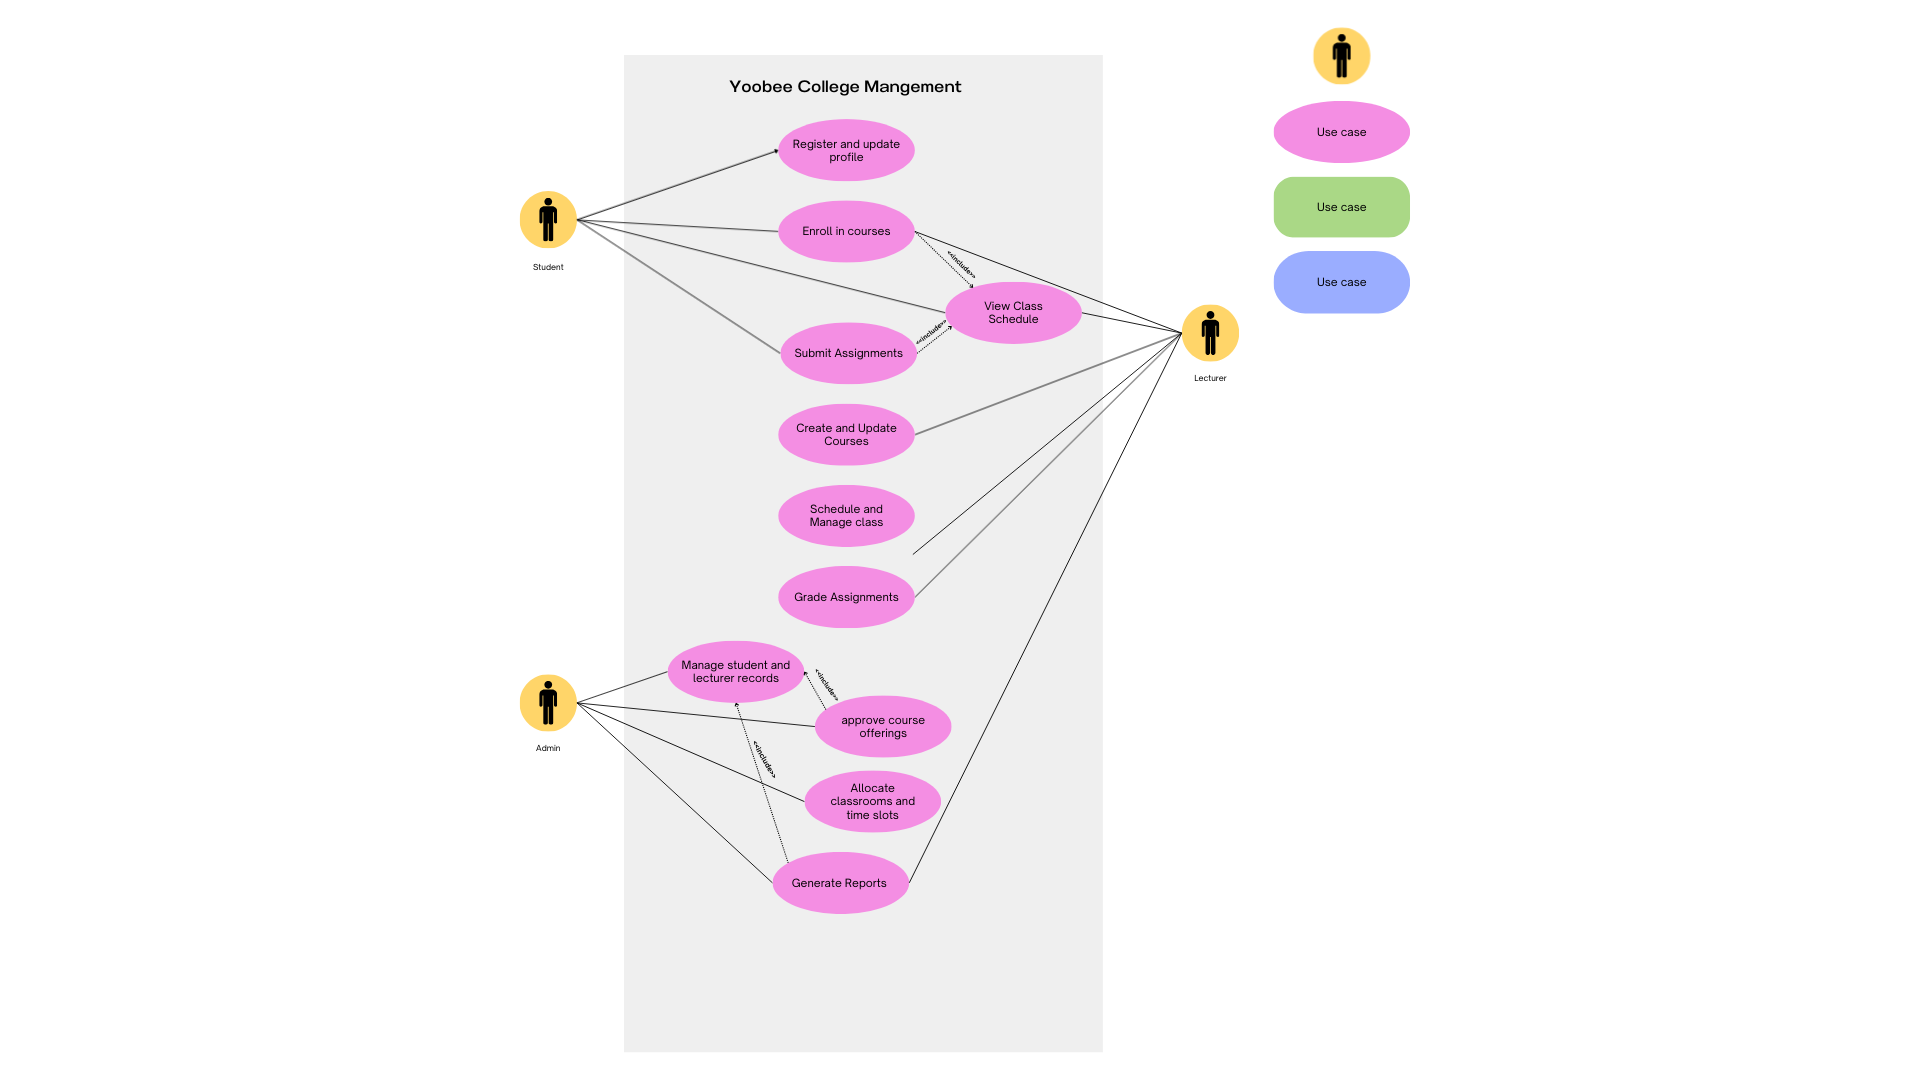 Yoobee College Mangement
Register and update
profile
Enroll in courses
<<include>>
View Class
Schedule
<<include>>
Submit Assignments
Create and Update
Courses
Schedule and
Manage class
Grade Assignments
Manage student and
lecturer records
<<include>>
approve course
offerings
<<include>>
Allocate
classrooms and
time slots
Generate Reports
Student
Admin
Lecturer
Use case
Use case
Use case